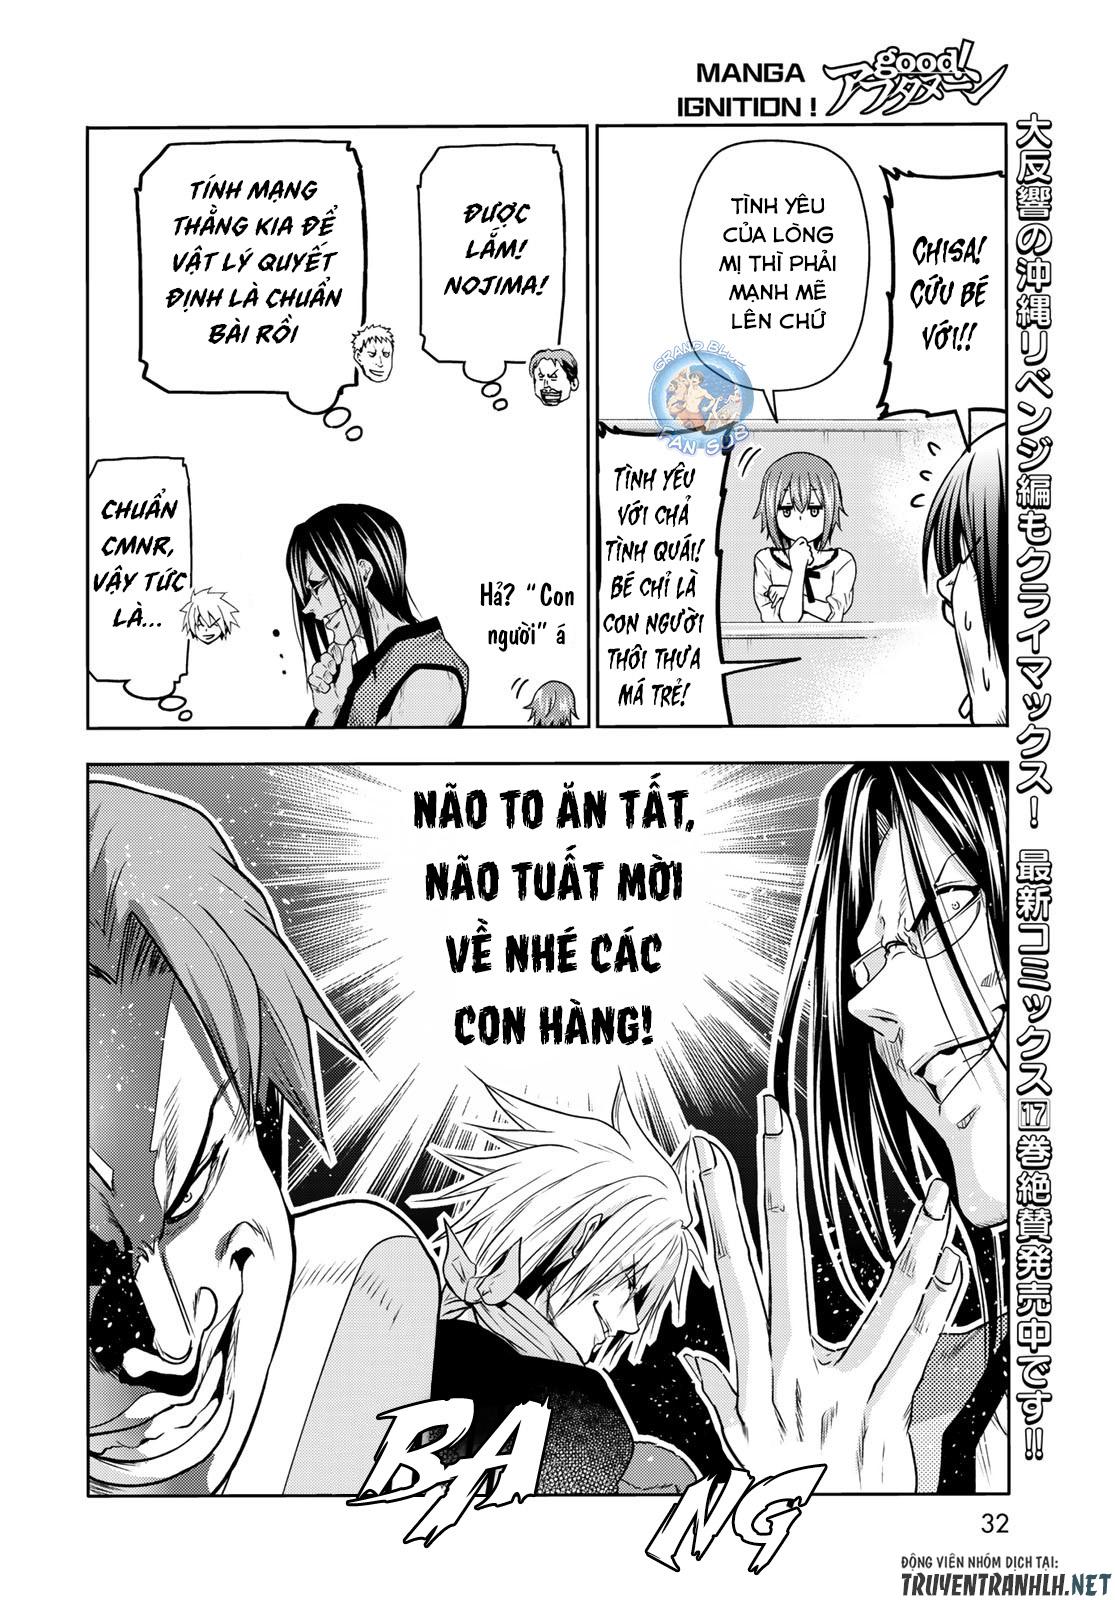 MANGA
IGNITION !
good!
アフタヌーン
大反響の沖縄リベンジ編もクライマックス! 最新コミックス17巻絶賛発売中です!!
CHISA!
CỨU BÉ
VỚI!!
TÌNH YÊU
CỦA LÒNG
MỊ THÌ PHẢI
MẠNH MẼ
LÊN CHỨ
GRAND BLUE
FAN-SUB
TÌNH YÊU
VỚI CHẢ
TÌNH QUÁI!
BÉ CHỈ LÀ
CON NGƯỜI
THÔI THƯA
MÁ TRẺ!
ĐƯỢC
LẮM!
NOJIMA!
TÍNH MẠNG
THẰNG KIA ĐỂ
VẬT LÝ QUYẾT
ĐỊNH LÀ CHUẨN
BÀI RỒI
Hả? “Con
người” á
CHUẨN
CMNR,
VẬY TỨC
LÀ...
NÃO TO ĂN TẤT,
NÃO TUẤT MỜI
VỀ NHÉ CÁC
CON HÀNG!
BANG
32
ĐỘNG VIÊN NHÓM DỊCH TẠI:
TRUYENTRANHLH.NET